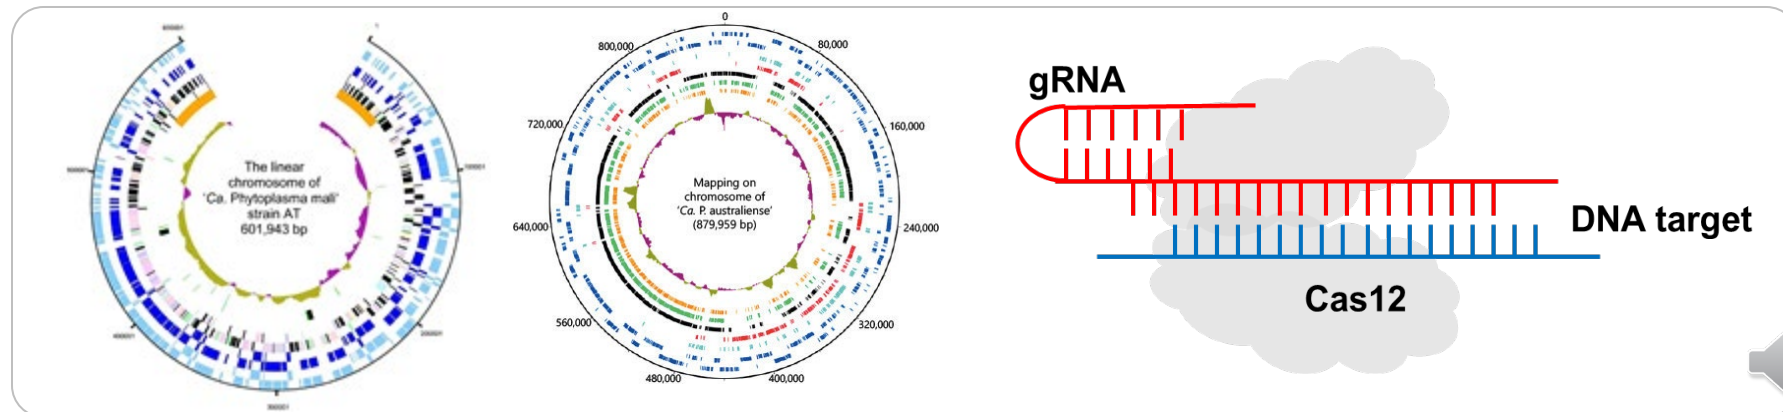 The linear
chromosome of
'Ca. Phytoplasma mali'
strain AT
601,943 bp
0
80,000
160,000
240,000
320,000
400,000
480,000
560,000
640,000
720,000
800,000
Mapping on
chromosome of
'Ca. P. australiense'
(879,959 bp)
gRNA
DNA target
Cas12